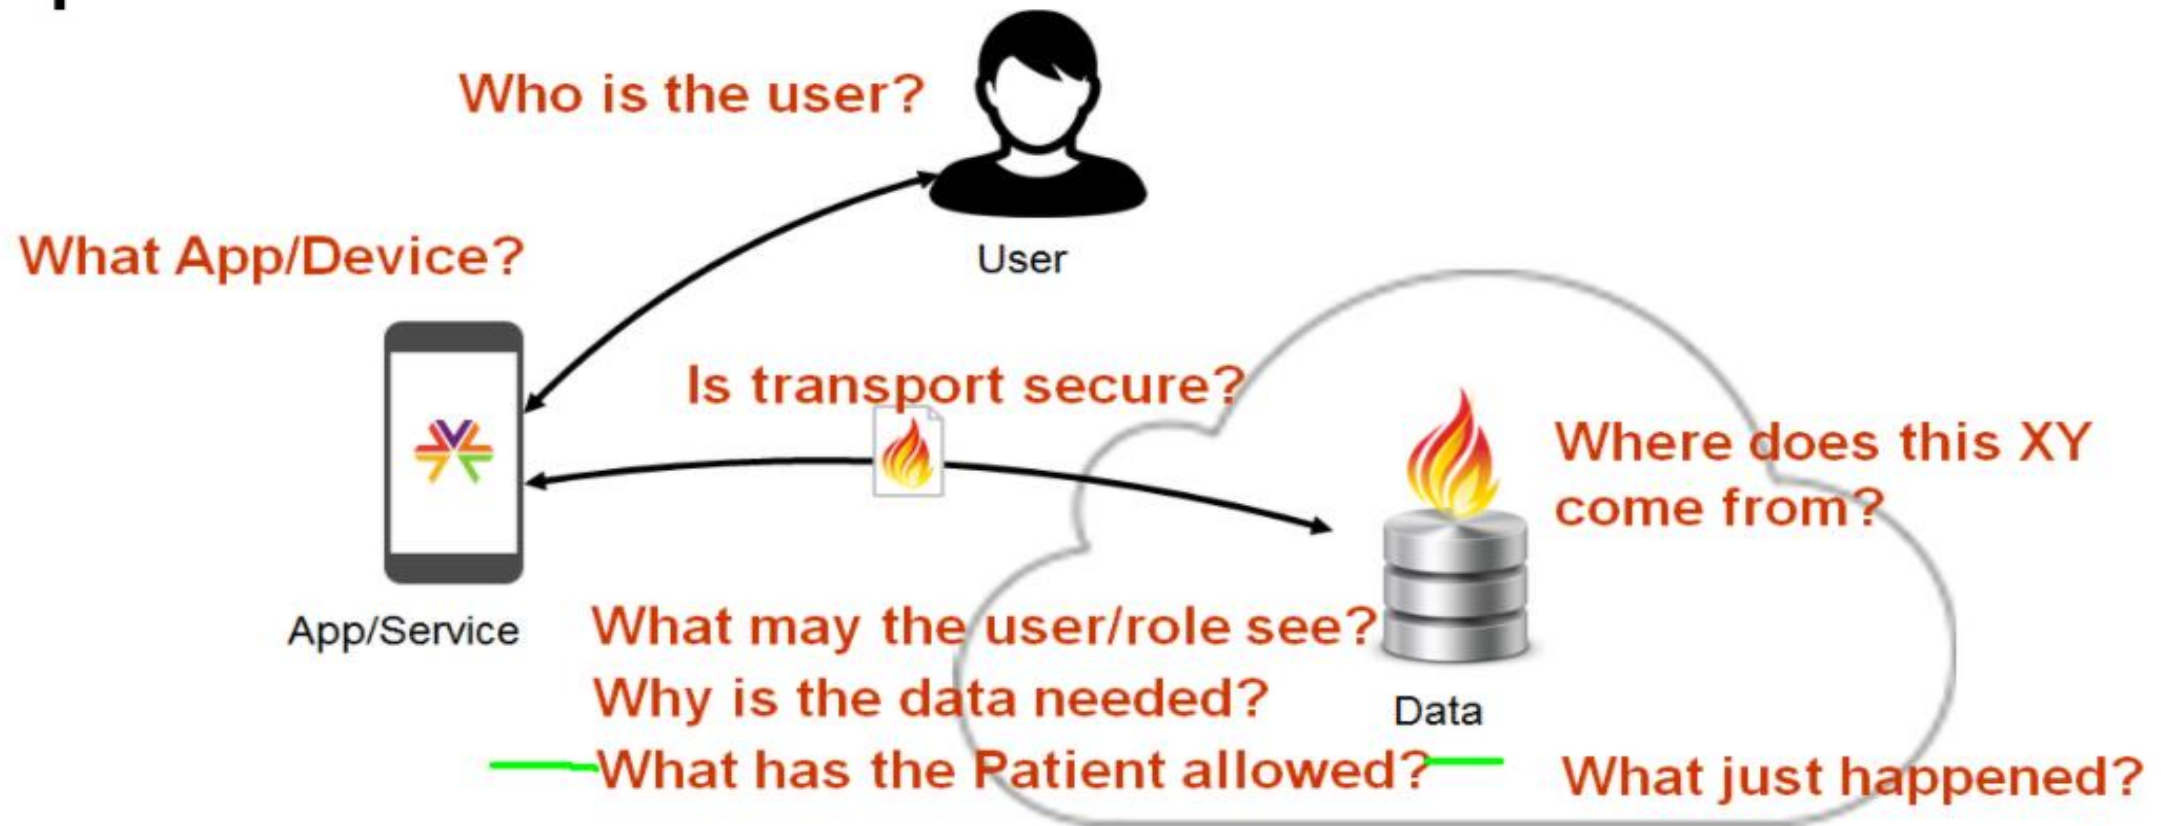 Who is the user?
What App/Device?
User
Is transport secure?
Where does this XY
come from?
App/Service
What may the user/role see?
Why is the data needed?
Data
What has the Patient allowed?
What just happened?